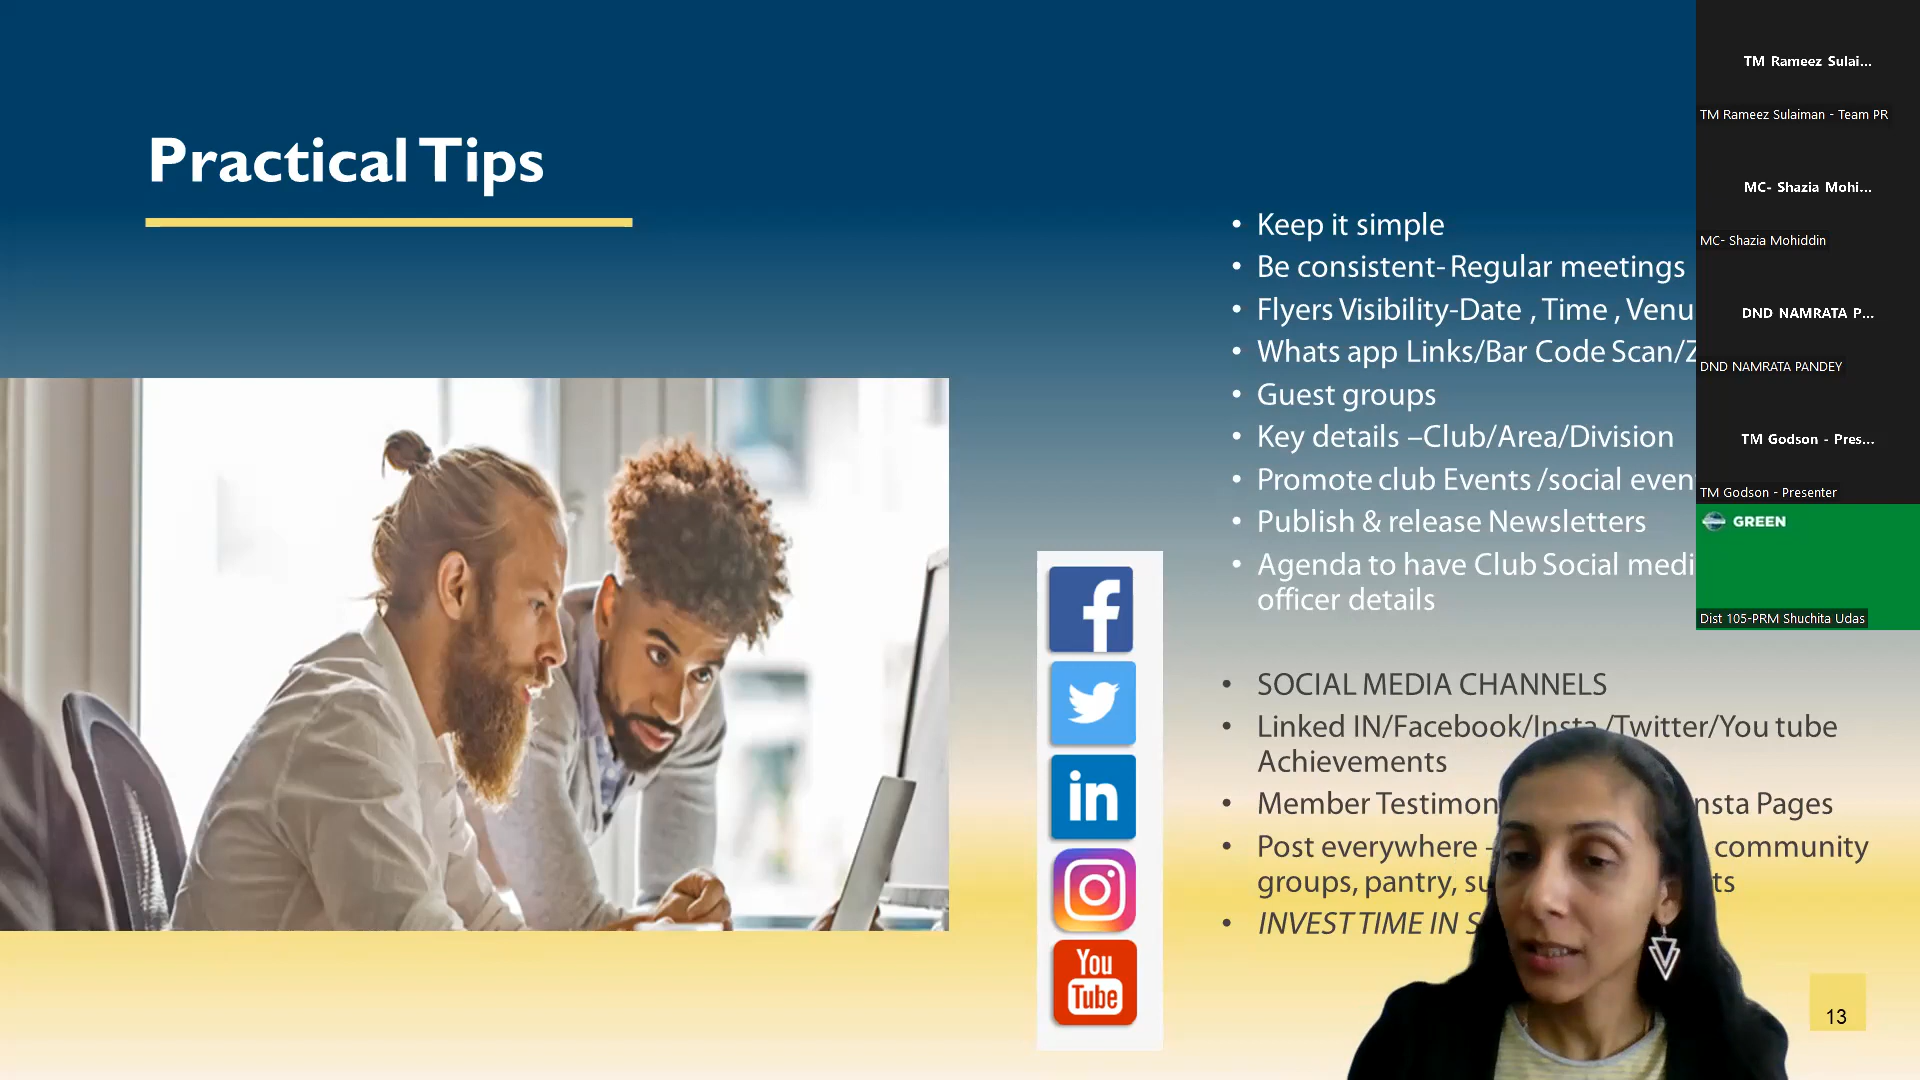 Practical Tips
• Keep it simple
• Be consistent- Regular meetings
• Flyers Visibility-Date , Time , Venu
• Whats app Links/Bar Code Scan/Z
• Guest groups
• Key details –Club/Area/Division
• Promote club Events /social even
• Publish & release Newsletters
• Agenda to have Club Social medi
officer details
• SOCIAL MEDIA CHANNELS
• Linked IN/Facebook/Insta /Twitter/You tube
Achievements
• Member Testimon nsta Pages
• Post everywhere - community
groups, pantry, su ts
• INVEST TIME IN S
f
in
You
Tube
13
TM Rameez Sulai...
TM Rameez Sulaiman - Team PR
MC- Shazia Mohi...
MC- Shazia Mohiddin
DND NAMRATA P...
DND NAMRATA PANDEY
TM Godson - Pres...
TM Godson - Presenter
GREEN
Dist 105-PRM Shuchita Udas